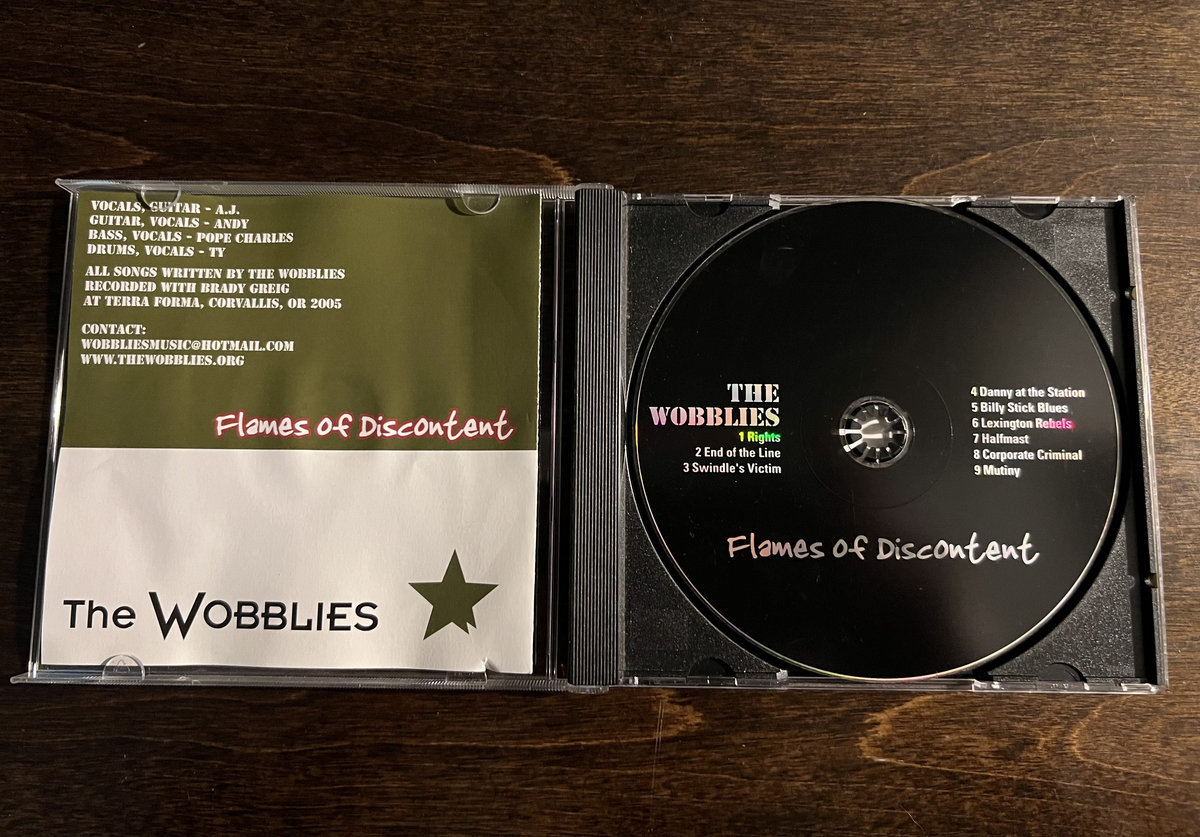 VOCALS, GUITAR - A.J.
GUITAR, VOCALS - ANDY
BASS, VOCALS - POPE CHARLES
DRUMS, VOCALS - TY
ALL SONGS WRITTEN BY THE WOBBLIES
RECORDED WITH BRADY GREIG
AT TERRA FORMA, CORVALLIS, OR 2005
CONTACT:
WOBBLIESMUSIC@HOTMAIL.COM
WWW.THEWOBBLIES.ORG
Flames of Discontent
The WOBBLIES
THE
WOBBLIES
1 Rights
2 End of the Line
3 Swindle's Victim
4 Danny at the Station
5 Billy Stick Blues
6 Lexington Rebels
7 Halfmast
8 Corporate Criminal
9 Mutiny
Flames of Discontent